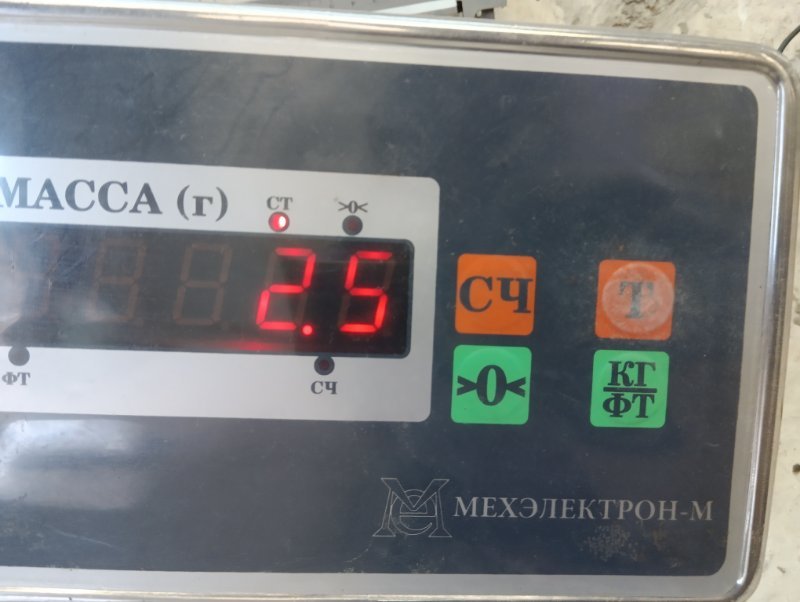 МАССА (г)
СТ
>0<
2.5
ФТ
СЧ
СЧ
Т
>0<
КГ
ФТ
МЕХЭЛЕКТРОН-М